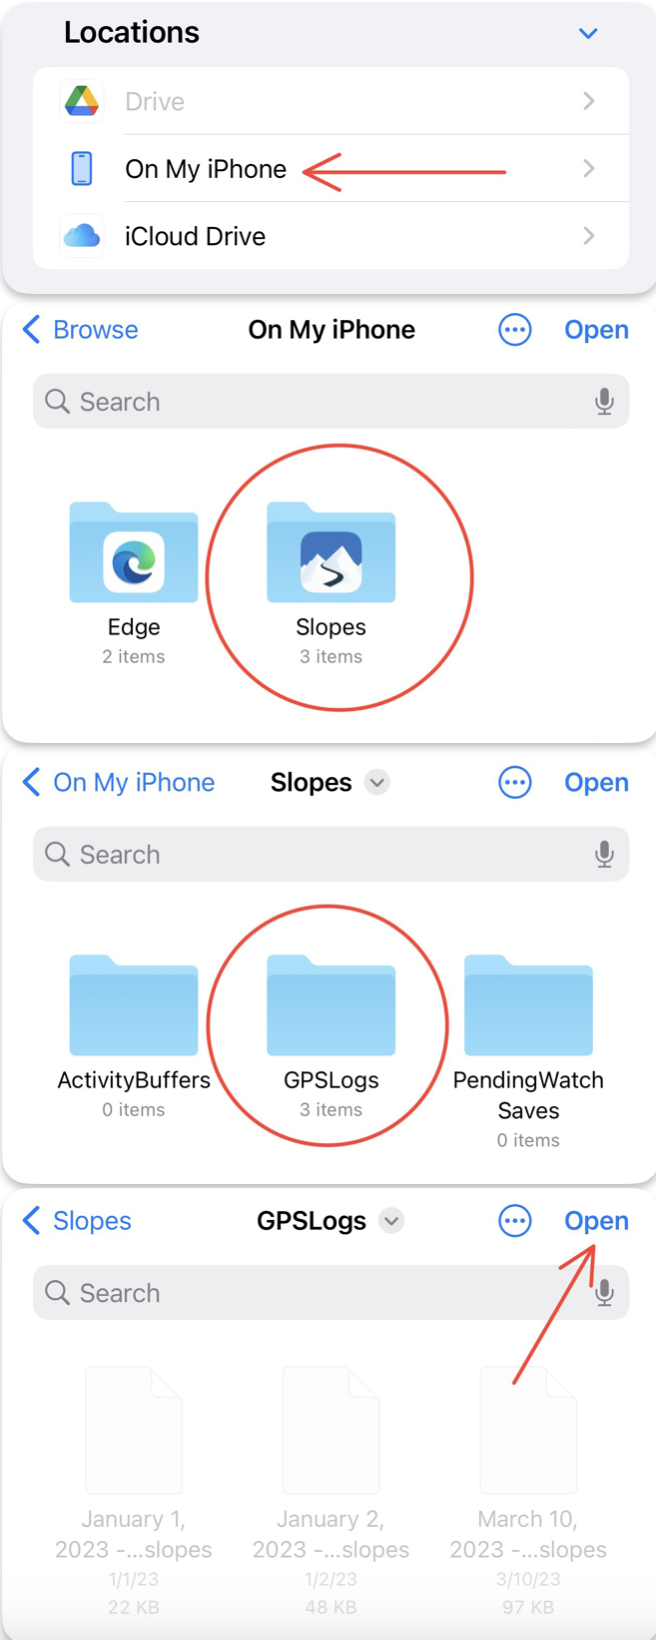 Locations
Drive
On My iPhone
iCloud Drive
Browse On My iPhone Open
Search
Edge Slopes
2 items 3 items
On My iPhone Slopes Open
Search
ActivityBuffers GPSLogs PendingWatch
Saves
0 items 3 items
0 items
Slopes GPSLogs Open
Search
January 1, January 2, March 10,
2023 -...slopes 2023 -...slopes 2023 -...slopes
1/1/23 1/2/23 3/10/23
22 KB 48 KB 97 KB